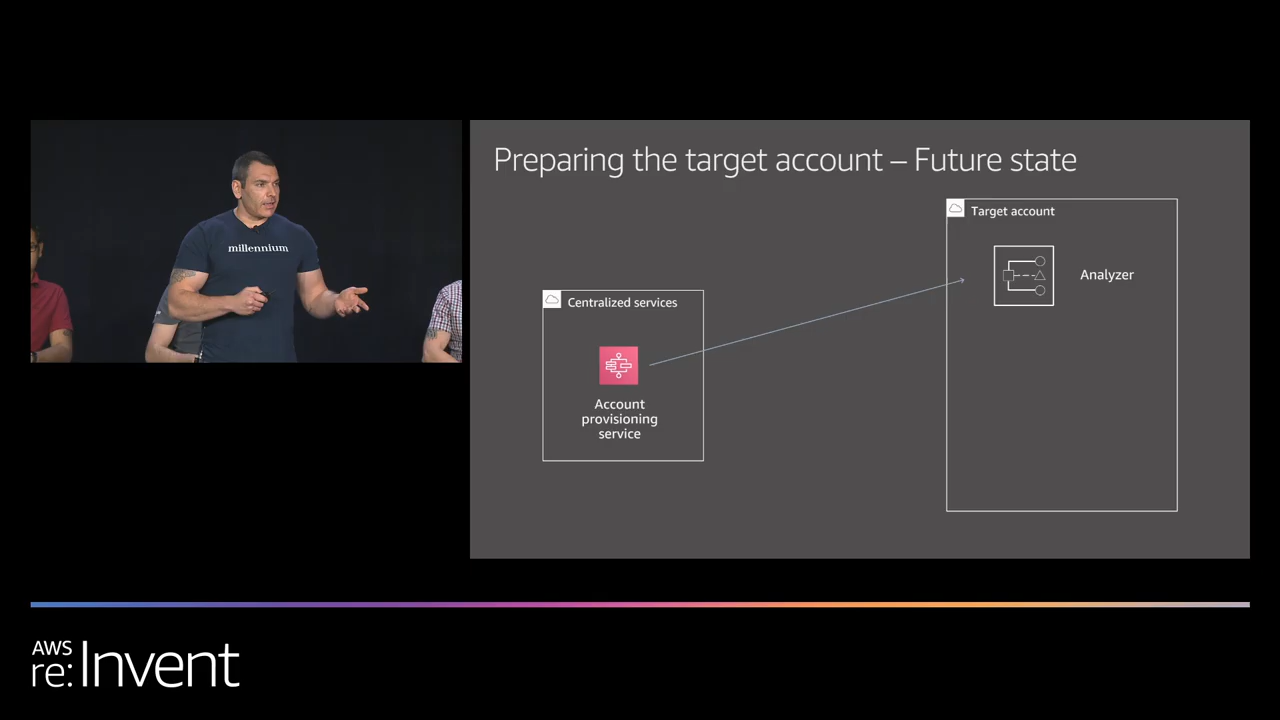 millennium
Preparing the target account – Future state
Target account
Analyzer
Centralized services
Account
provisioning
service
AWS
re:Invent